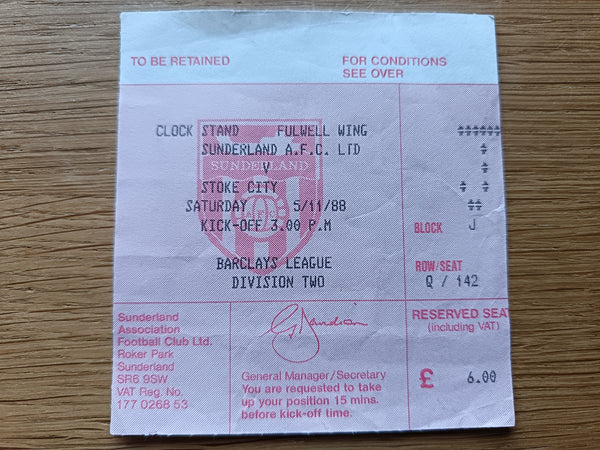 TO BE RETAINED
FOR CONDITIONS
SEE OVER
CLOCK STAND FULWELL WING
SUNDERLAND A.F.C. LTD
SUNDERLAND
V
STOKE CITY
SATURDAY 5/11/88
KICK-OFF 3.00 P.M
BARCLAYS LEAGUE
DIVISION TWO
BLOCK J
ROW/SEAT
Q / 142
Sunderland
Association
Football Club Ltd.
Roker Park
Sunderland
SR6 9SW
VAT Reg. No.
177 0268 53
General Manager/Secretary
You are requested to take
up your position 15 mins.
before kick-off time.
RESERVED SEAT
(including VAT)
£ 6.00